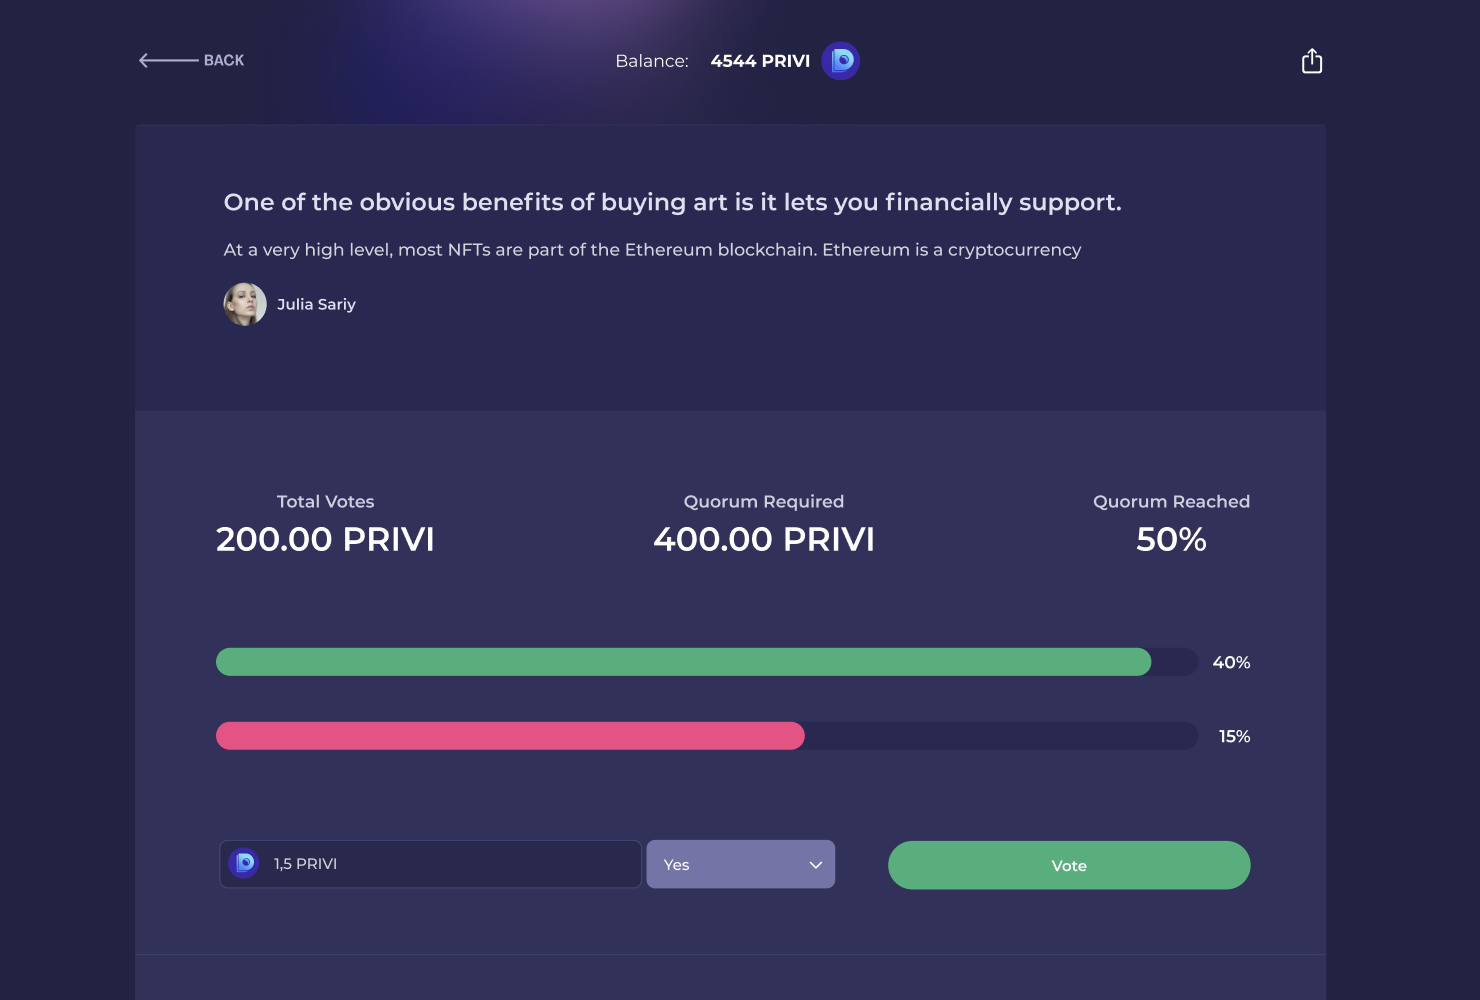 BACK
Balance: 4544 PRIVI
One of the obvious benefits of buying art is it lets you financially support.
At a very high level, most NFTs are part of the Ethereum blockchain. Ethereum is a cryptocurrency
Julia Sariy
Total Votes
200.00 PRIVI
Quorum Required
400.00 PRIVI
Quorum Reached
50%
40%
15%
1,5 PRIVI
Yes
Vote